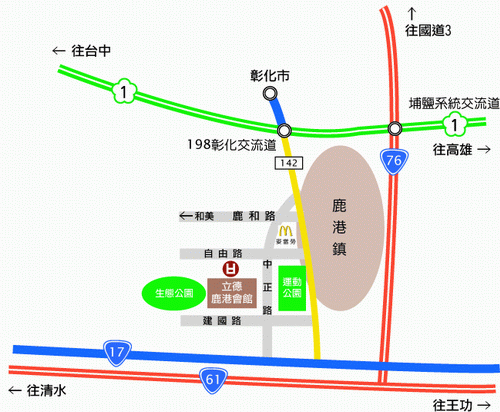 ↑
往國道3
← 往台中
彰化市
1
埔鹽系統交流道
1
198彰化交流道
往高雄 →
142
76
鹿港鎮
← 和美 鹿和路
麥當勞
自由路
中正路
運動
公園
生態公園
立德
鹿港會館
建國路
17
61
← 往清水
往王功
→